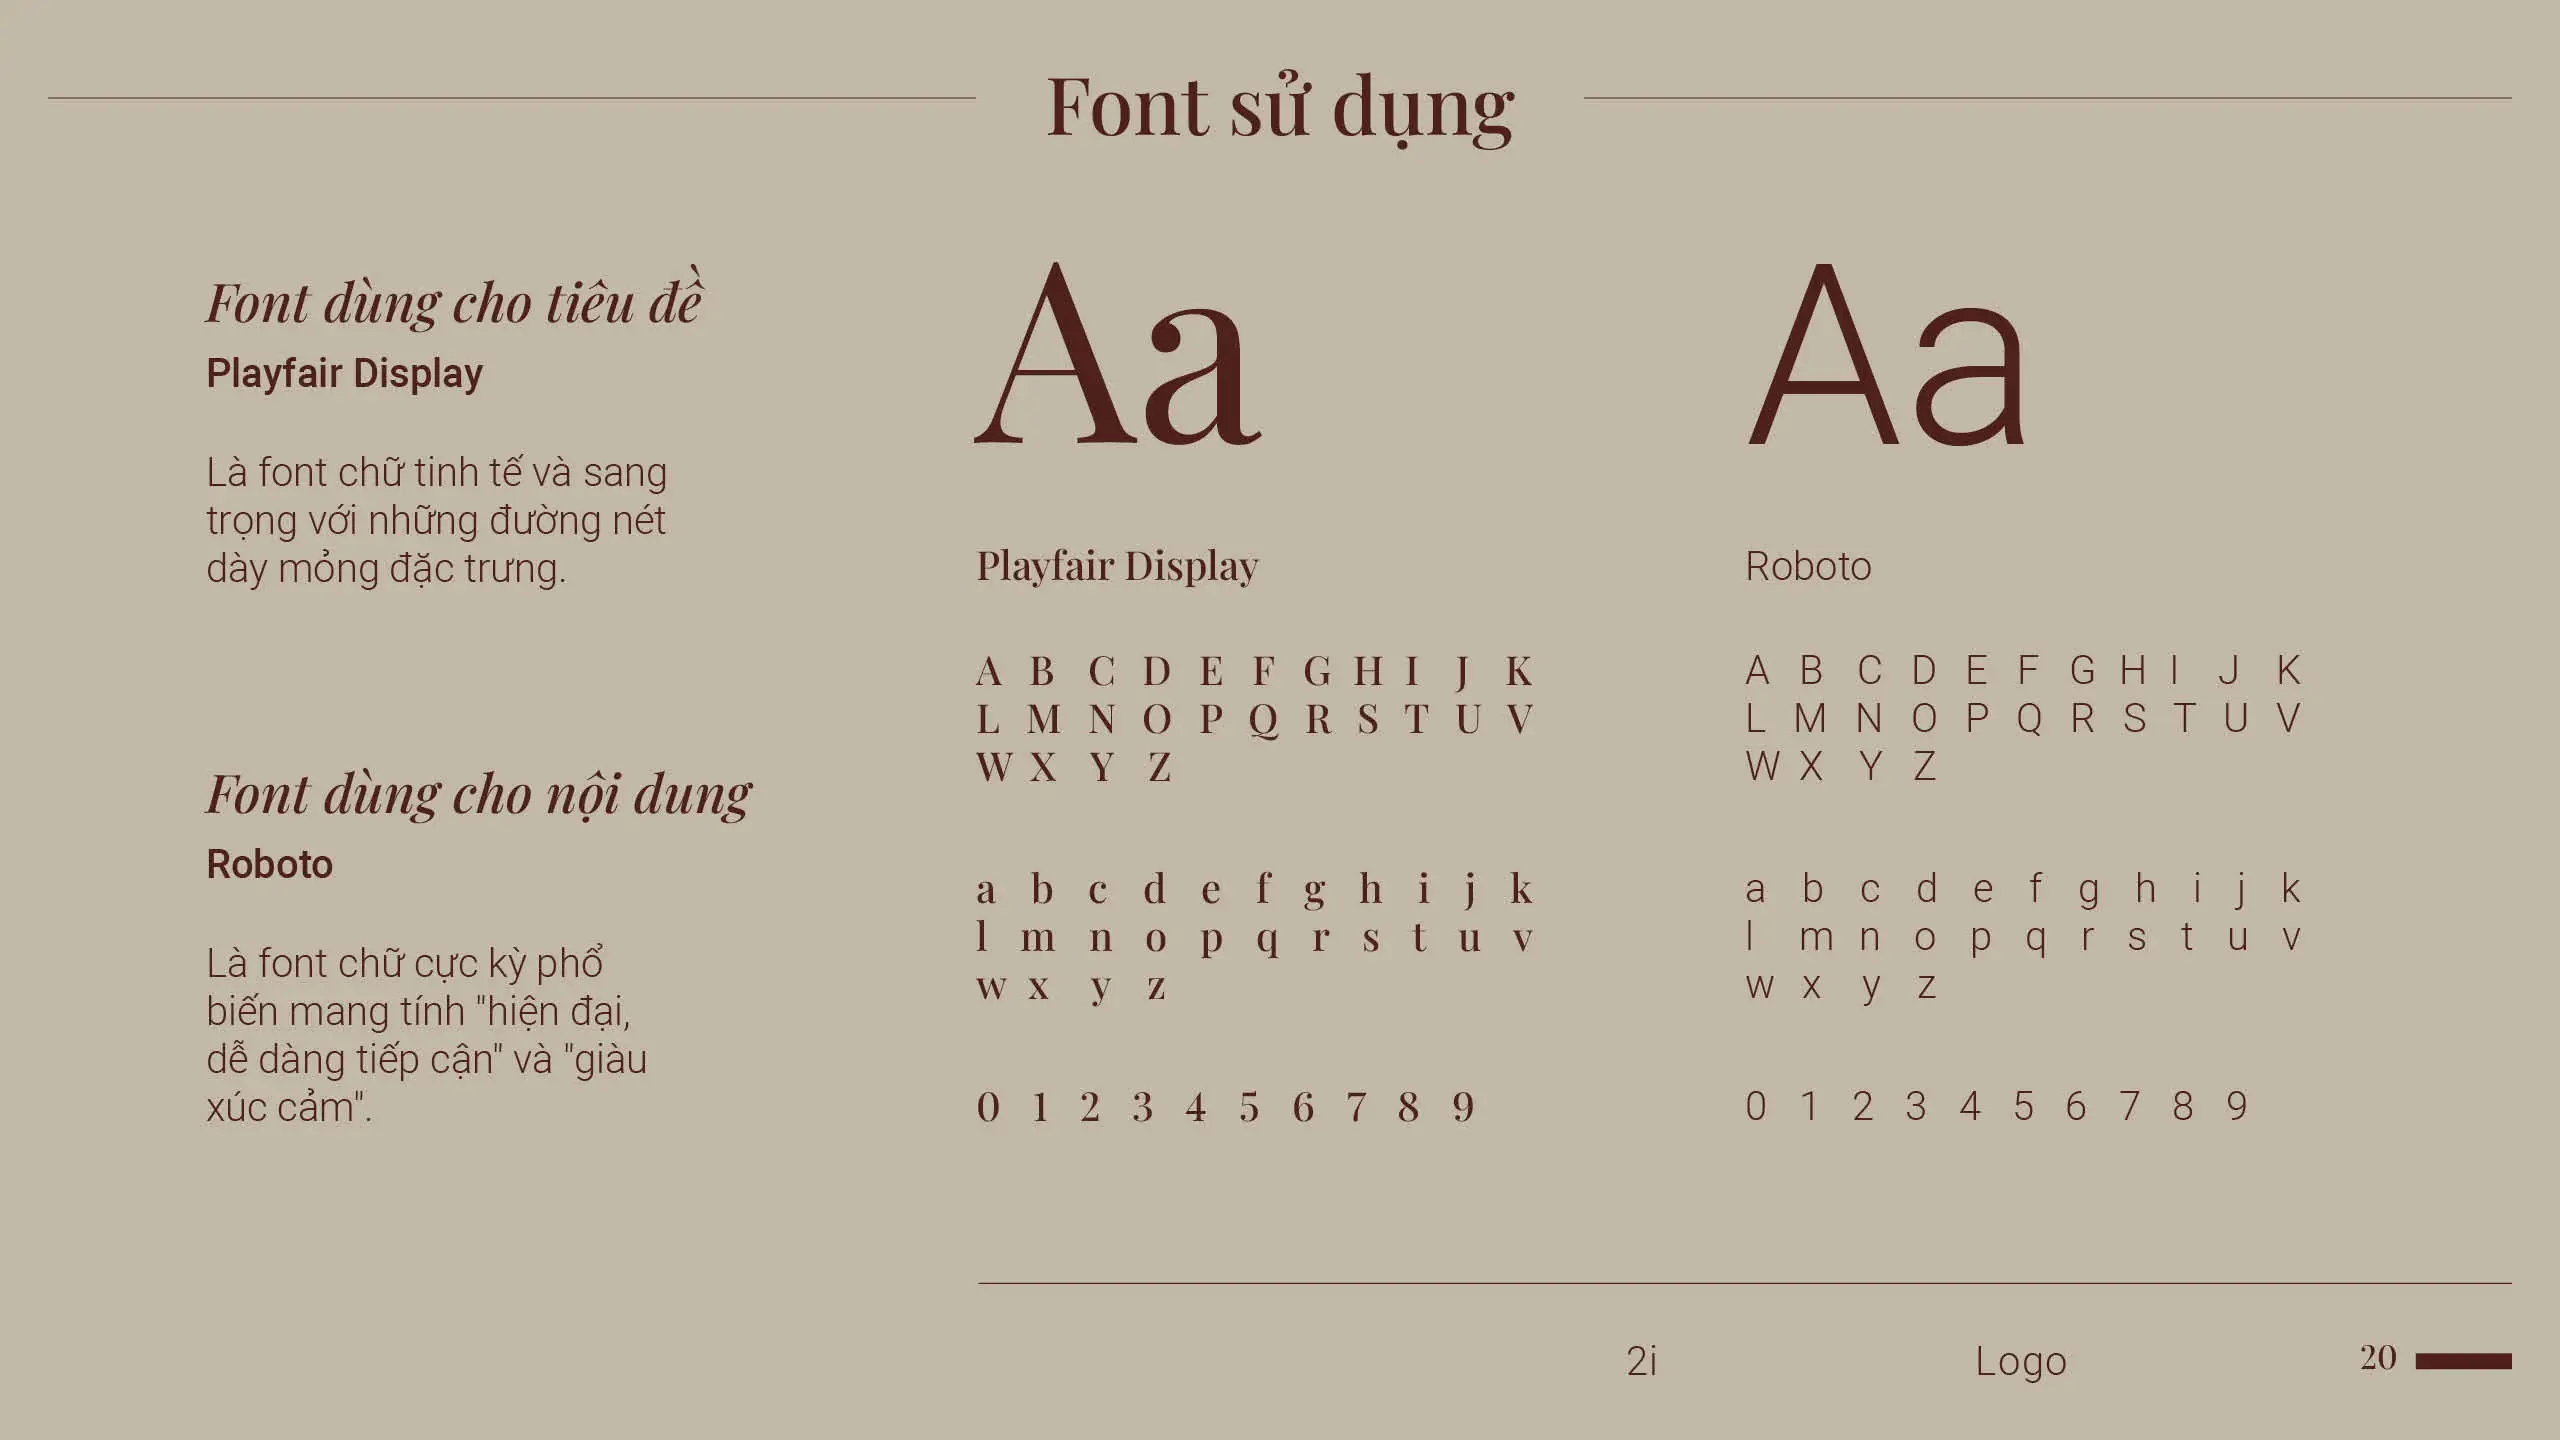 Font sử dụng
Font dùng cho tiêu đề
Playfair Display
Là font chữ tinh tế và sang
trọng với những đường nét
dày mỏng đặc trưng.
Font dùng cho nội dung
Roboto
Là font chữ cực kỳ phổ
biến mang tính "hiện đại,
dễ dàng tiếp cận" và "giàu
xúc cảm".
Aa
Playfair Display
A B C D E F G H I J K
L M N O P Q R S T U V
W X Y Z
a b c d e f g h i j k
l m n o p q r s t u v
w x y z
0 1 2 3 4 5 6 7 8 9
Aa
Roboto
A B C D E F G H I J K
L M N O P Q R S T U V
W X Y Z
a b c d e f g h i j k
l m n o p q r s t u v
w x y z
0 1 2 3 4 5 6 7 8 9
2i Logo 20